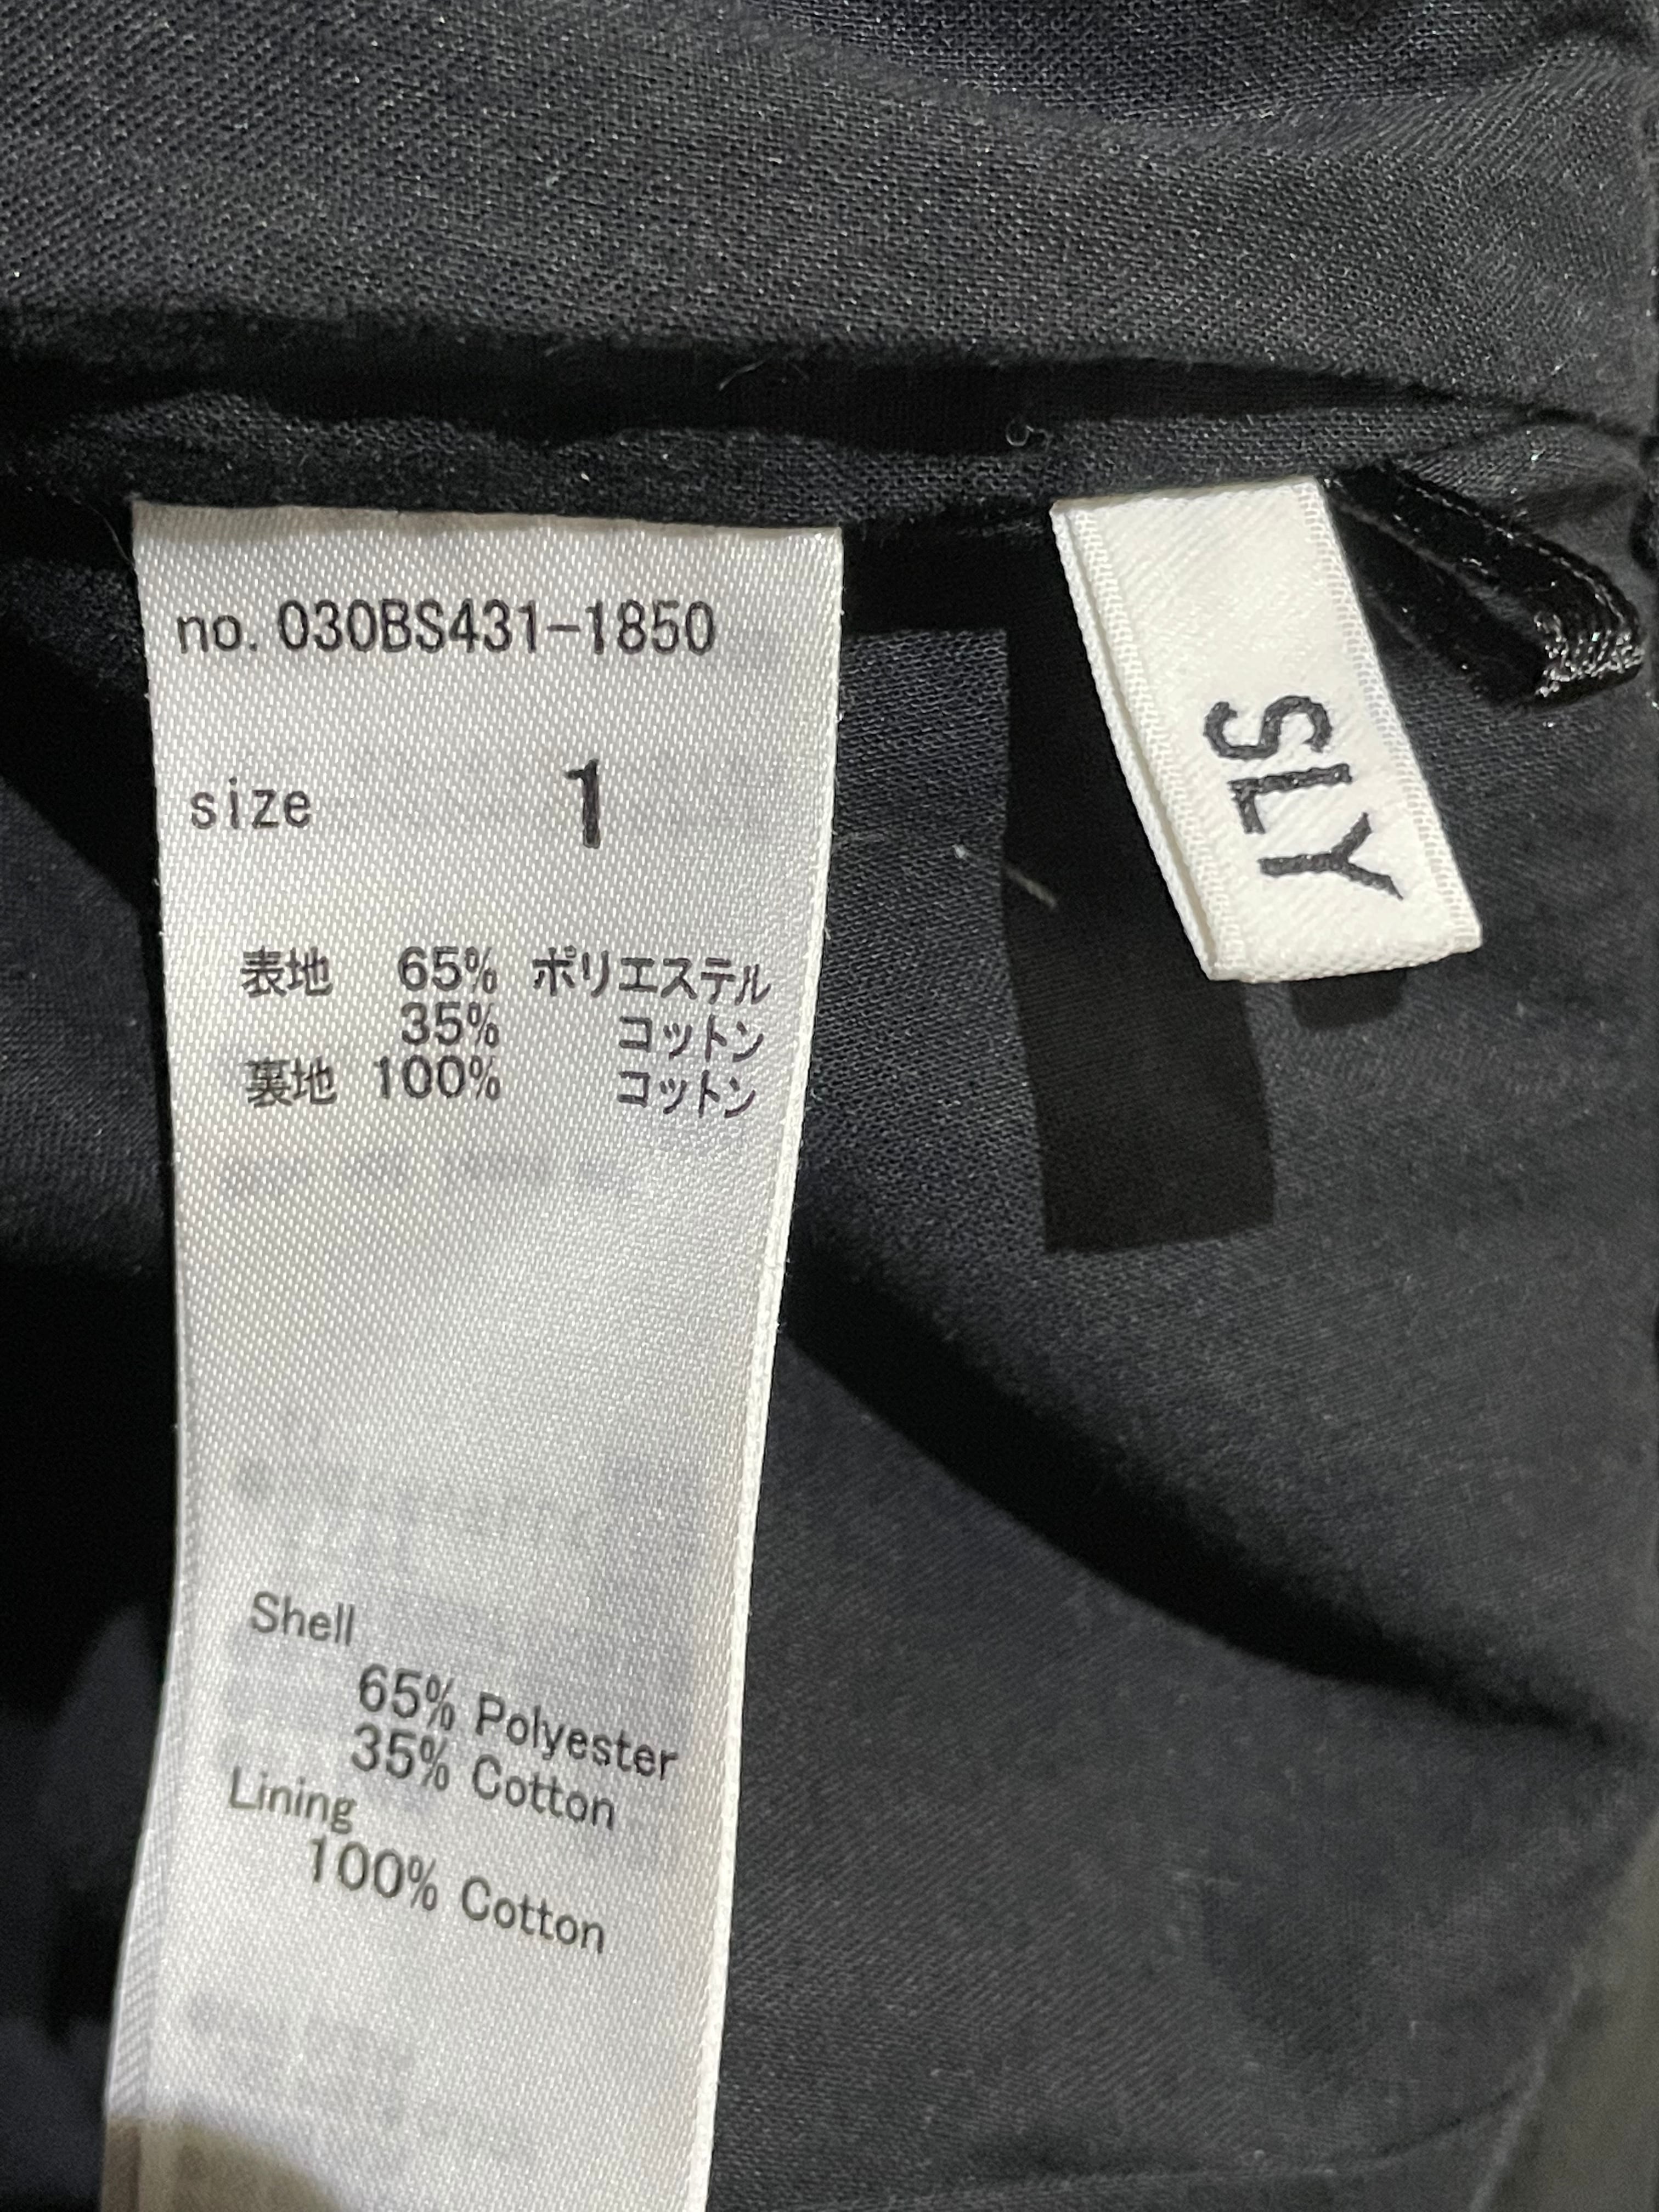 no. 030BS431-1850
size 1
表地 65% ポリエステル
35% コットン
裏地 100% コットン
Shell
65% Polyester
35% Cotton
Lining
100% Cotton
SLY